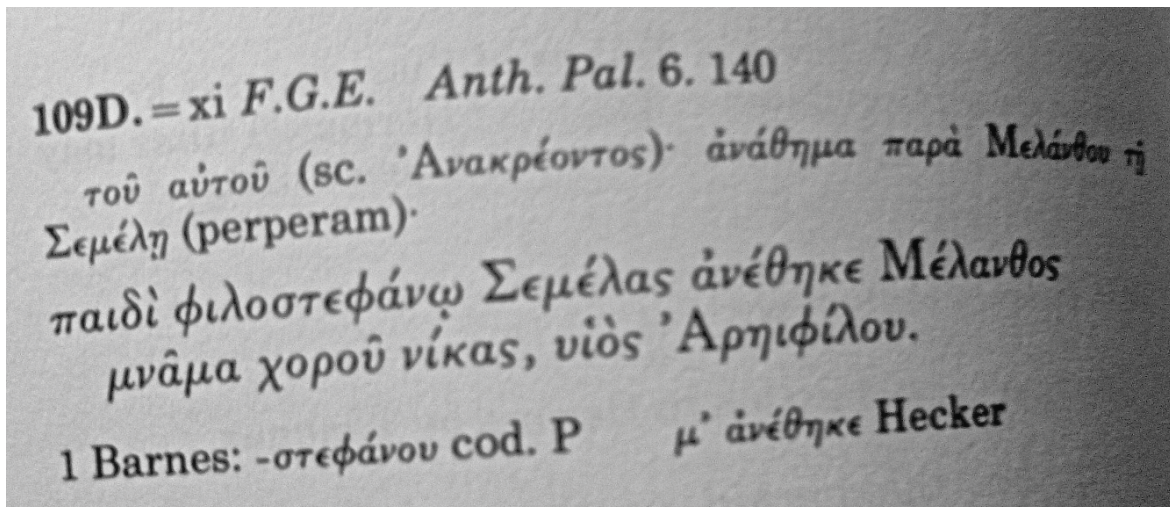 109D. = xi F.G.E. Anth. Pal. 6. 140
τοῦ αὐτοῦ (sc. Ἀνακρέοντος)· ἀνάθημα παρὰ Μελάνθου τῇ
Σεμέλῃ (perperam)·
παιδὶ φιλοστεφάνῳ Σεμέλας ἀνέθηκε Μέλανθος
μνᾶμα χοροῦ νίκας, υἱὸς Ἀρηιφίλου.
1 Barnes: -στεφάνου cod. P μ’ ἀνέθηκε Hecker